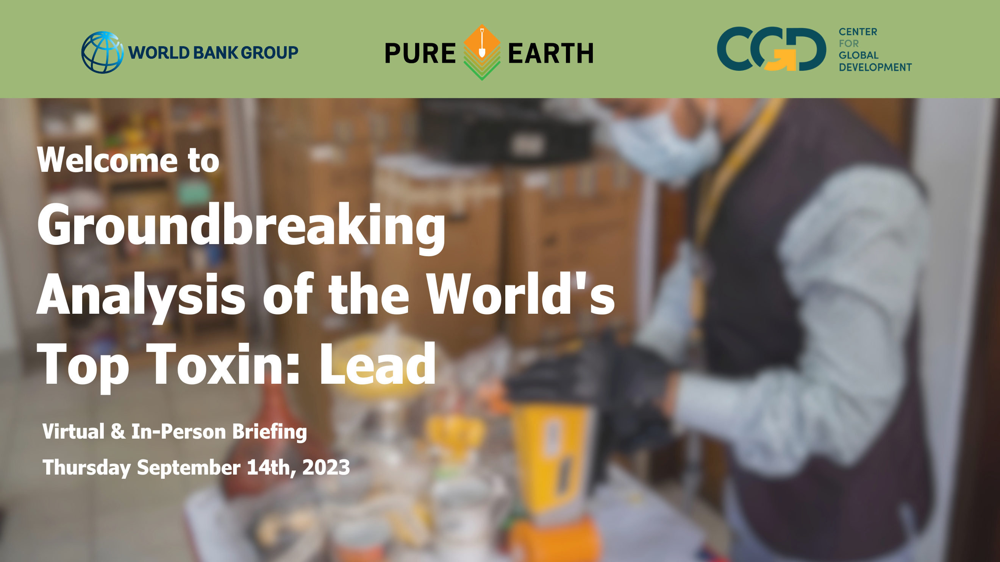 WORLD BANK GROUP
PURE EARTH
CGD
CENTER
FOR
GLOBAL
DEVELOPMENT
Welcome to
Groundbreaking
Analysis of the World's
Top Toxin: Lead
Virtual & In-Person Briefing
Thursday September 14th, 2023